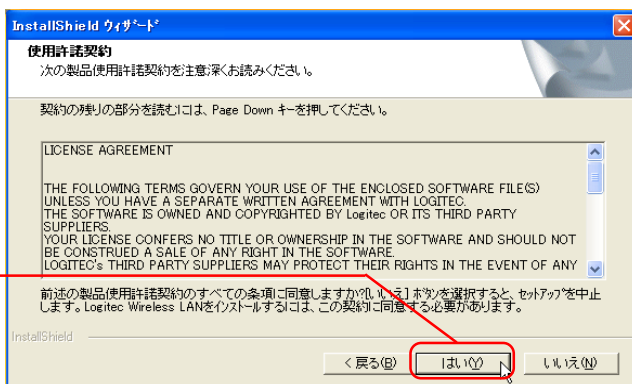 InstallShield ウィザード
使用許諾契約
次の製品使用許諾契約を注意深くお読みください。
契約の残りの部分を読むには、Page Down キーを押してください。
LICENSE AGREEMENT
THE FOLLOWING TERMS GOVERN YOUR USE OF THE ENCLOSED SOFTWARE FILE(S)
UNLESS YOU HAVE A SEPARATE WRITTEN AGREEMENT WITH LOGITEC.
THE SOFTWARE IS OWNED AND COPYRIGHTED BY Logitec OR ITS THIRD PARTY
SUPPLIERS.
YOUR LICENSE CONFERS NO TITLE OR OWNERSHIP IN THE SOFTWARE AND SHOULD NOT
BE CONSTRUED A SALE OF ANY RIGHT IN THE SOFTWARE.
LOGITEC's THIRD PARTY SUPPLIERS MAY PROTECT THEIR RIGHTS IN THE EVENT OF ANY
前述の製品使用許諾契約のすべての条項に同意しますか?[いいえ] ボタンを選択すると、セットアップを中止
します。Logitec Wireless LANをインストールするには、この契約に同意する必要があります。
InstallShield
< 戻る(B)
はい(Y)
いいえ(N)